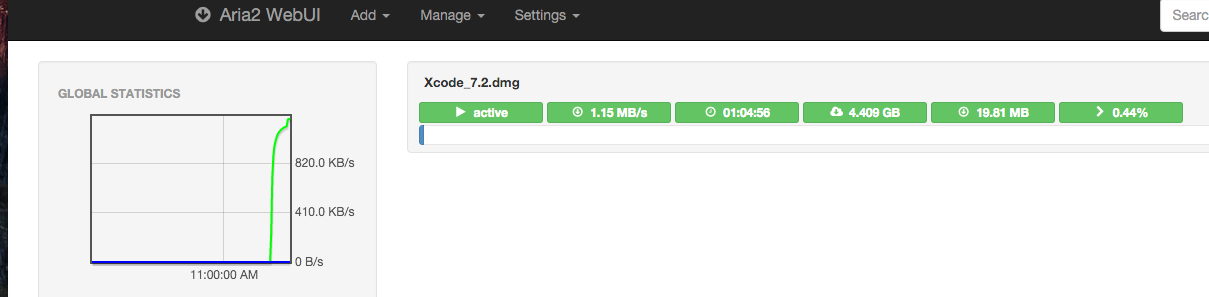 Aria2 WebUI Add Manage Settings Searc
GLOBAL STATISTICS
820.0 KB/s
410.0 KB/s
0 B/s
11:00:00 AM
Xcode_7.2.dmg
active 1.15 MB/s 01:04:56 4.409 GB 19.81 MB 0.44%